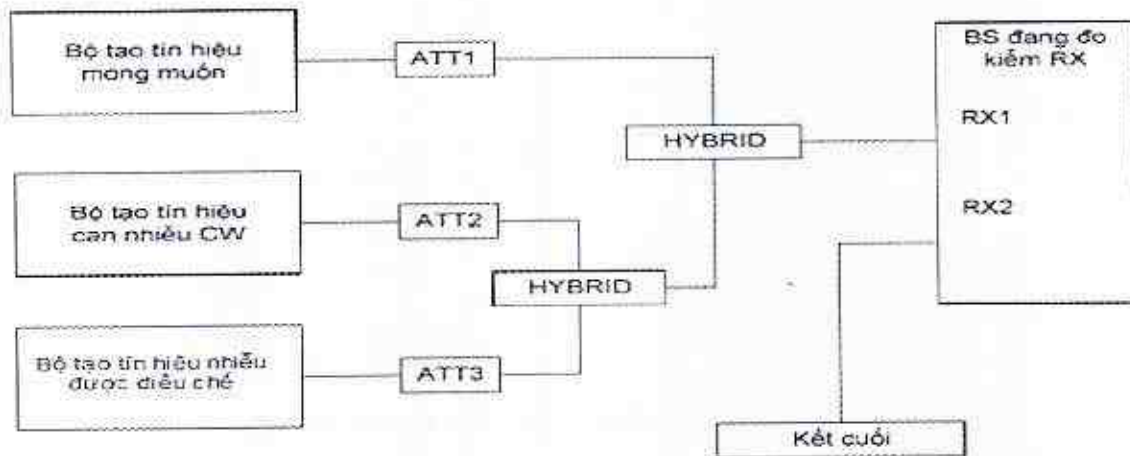 Bộ tạo tín hiệu
mong muốn
ATT1
BS đang đo
kiểm RX
RX1
HYBRID
Bộ tạo tín hiệu
can nhiễu CW
ATT2
RX2
HYBRID
Bộ tạo tín hiệu nhiễu
được điều chế
ATT3
Kết cuối